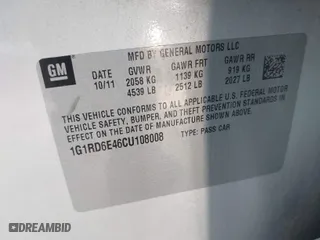 MFD BY GENERAL MOTORS LLC
GM
DATE GVWR GAWR FRT GAWR RR
10/11 2058 KG 1139 KG 919 KG
4539 LB 2512 LB 2027 LB
THIS VEHICLE CONFORMS TO ALL APPLICABLE U.S. FEDERAL MOTOR
VEHICLE SAFETY, BUMPER, AND THEFT PREVENTION STANDARDS IN
EFFECT ON THE DATE OF MANUFACTURE SHOWN ABOVE.
1G1RD6E46CU108008 TYPE: PASS CAR